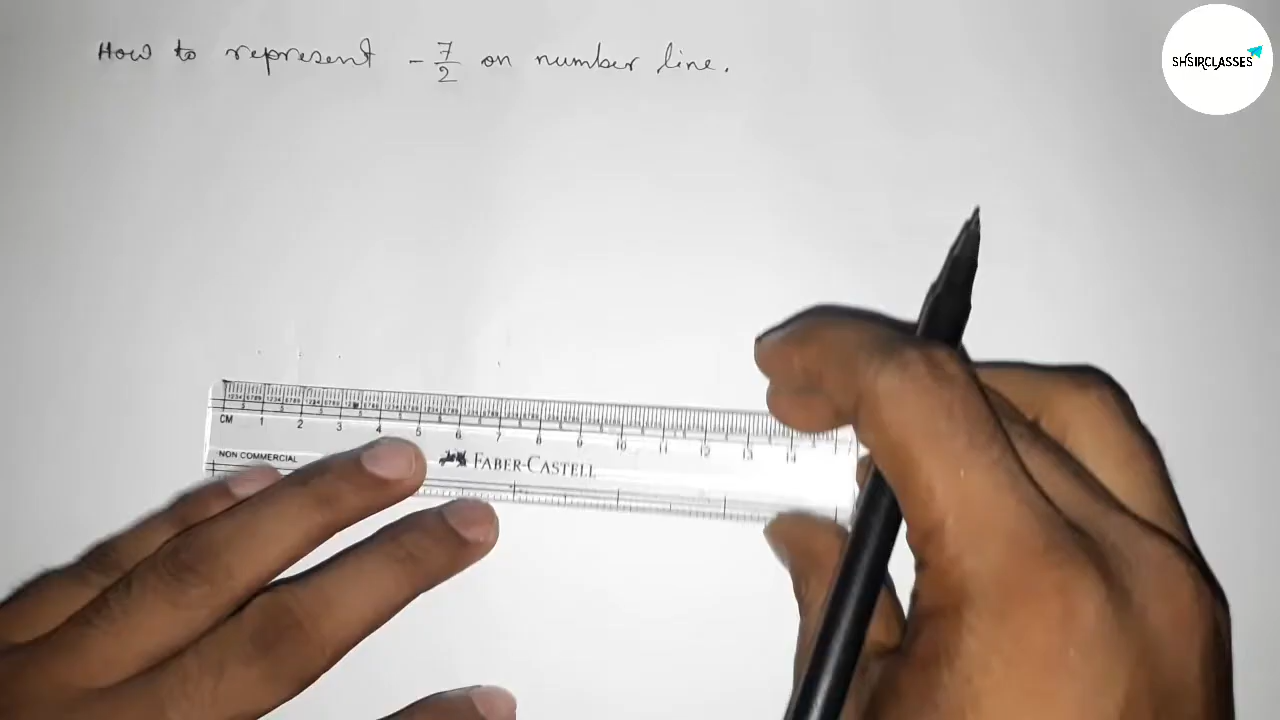 How to represent - 7/2 on number line.
SHSIRCLASSES
CM 1 2 3 4 5 6 7 8 9 10 11 12 13 14
NON COMMERCIAL
FABER-CASTELL